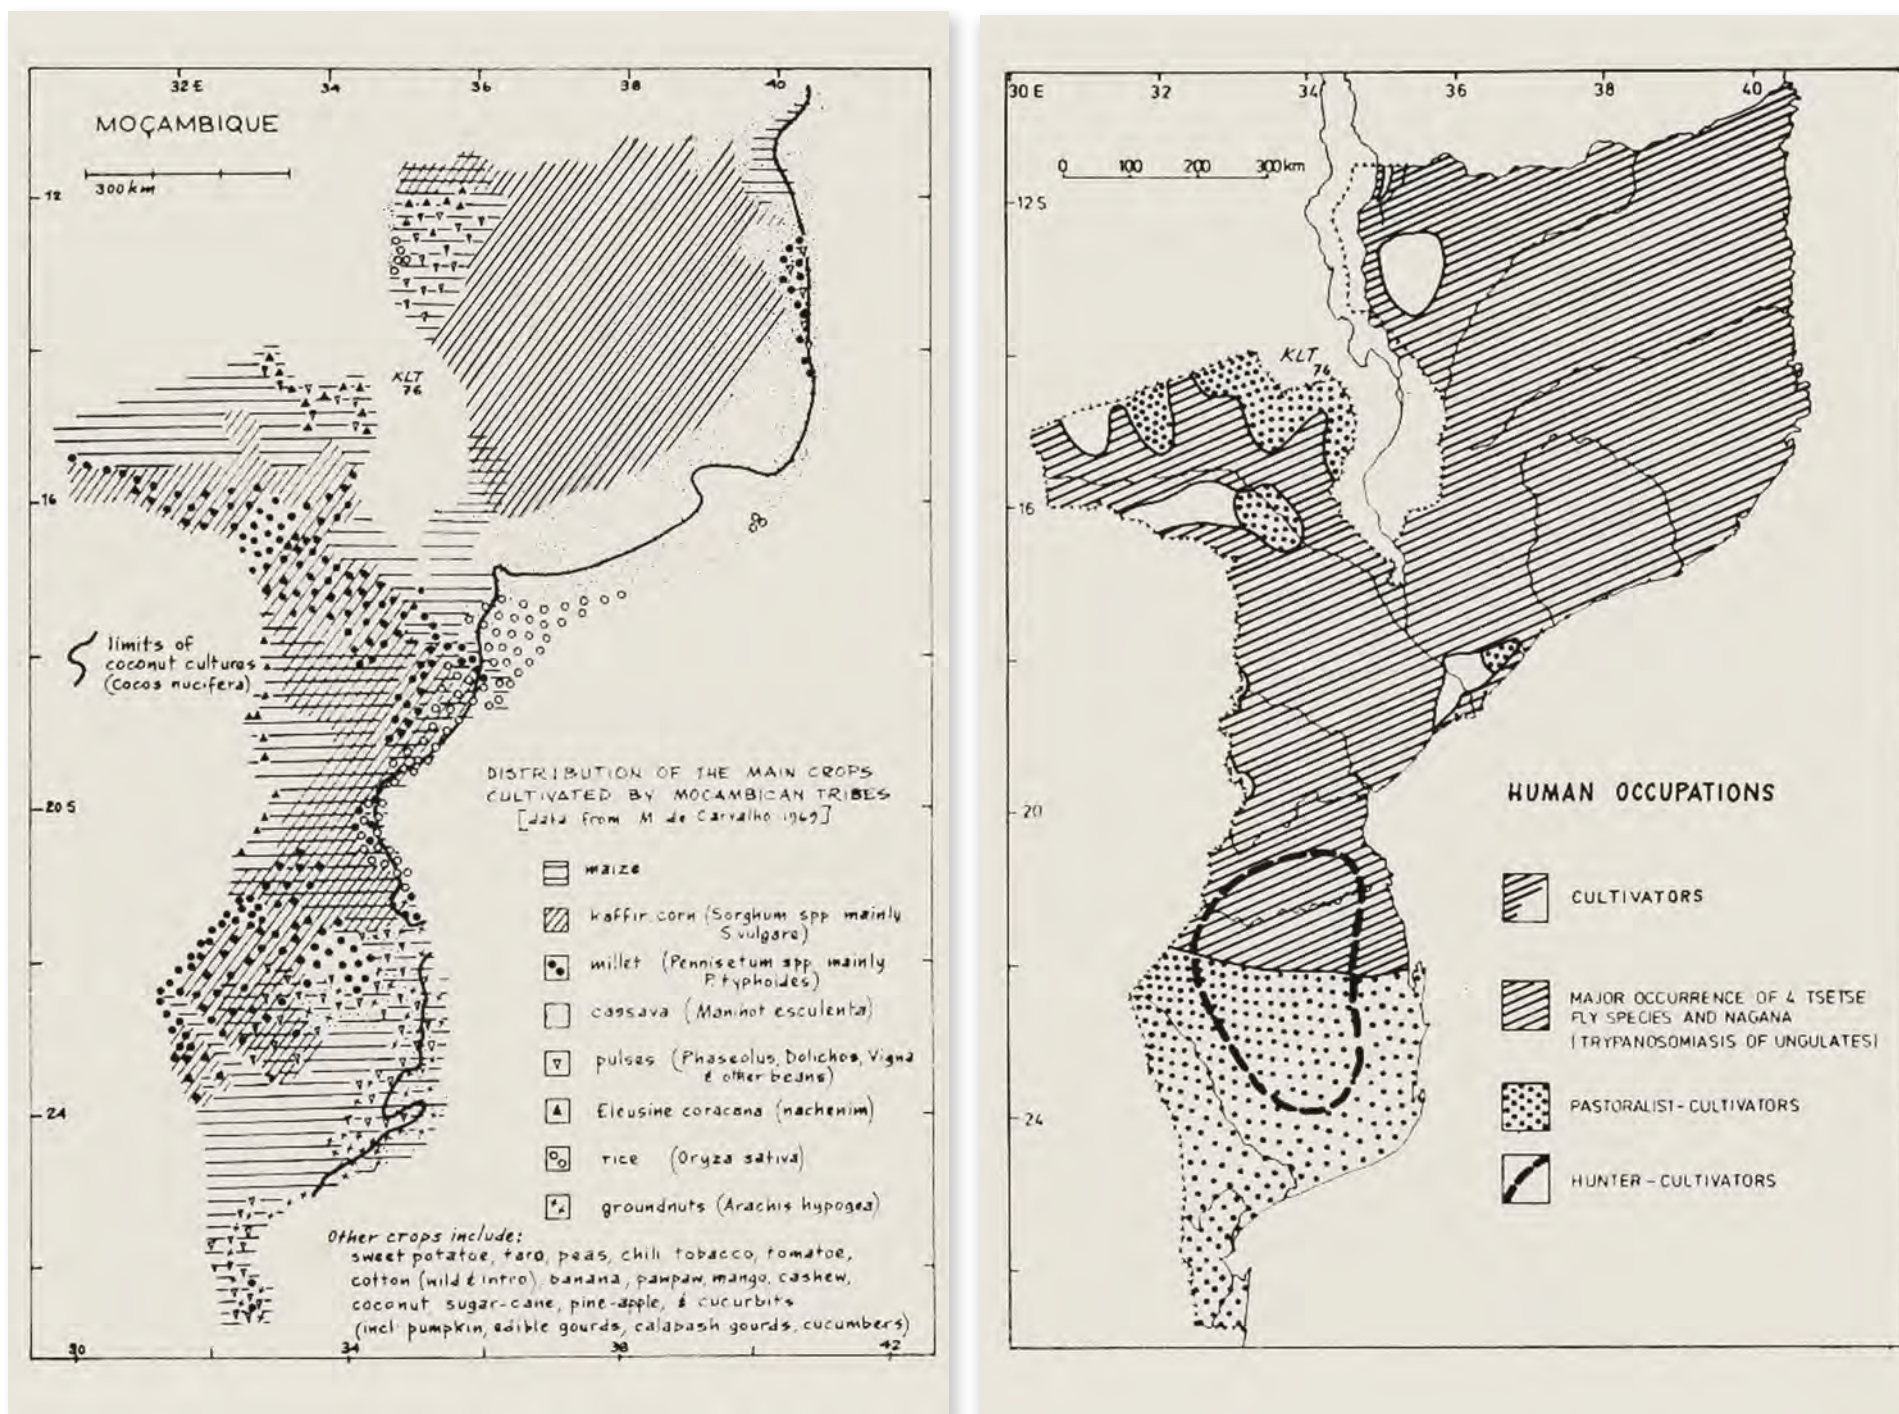 32 E 34 36 38 40
MOÇAMBIQUE
300 km
12
KLT
76
16
limits of
coconut cultures
(Cocos nucifera)
DISTRIBUTION OF THE MAIN CROPS
CULTIVATED BY MOCAMBICAN TRIBES
[data from M de Carvalho 1969]
20S
maize
kaffir corn (Sorghum spp mainly
S. vulgare)
millet (Pennisetum spp. mainly
P. typhoides)
cassava (Manihot esculenta)
pulses (Phaseolus, Dolichos, Vigna
& other beans)
Eleusine coracana (nachenim)
24
rice (Oryza sativa)
groundnuts (Arachis hypogea)
Other crops include:
sweet potatoe, taro, peas, chili tobacco, tomatoe,
cotton (wild & intro), banana, pawpaw, mango, cashew,
coconut sugar-cane, pine-apple, & cucurbits
(incl. pumpkin, edible gourds, calabash gourds, cucumbers)
30 34 38 42
30 E 32 34 36 38 40
0 100 200 300 km
12 S
KLT
76
16
HUMAN OCCUPATIONS
20
CULTIVATORS
MAJOR OCCURRENCE OF 4 TSETSE
FLY SPECIES AND NAGANA
(TRYPANOSOMIASIS OF UNGULATES)
PASTORALIST-CULTIVATORS
24
HUNTER-CULTIVATORS